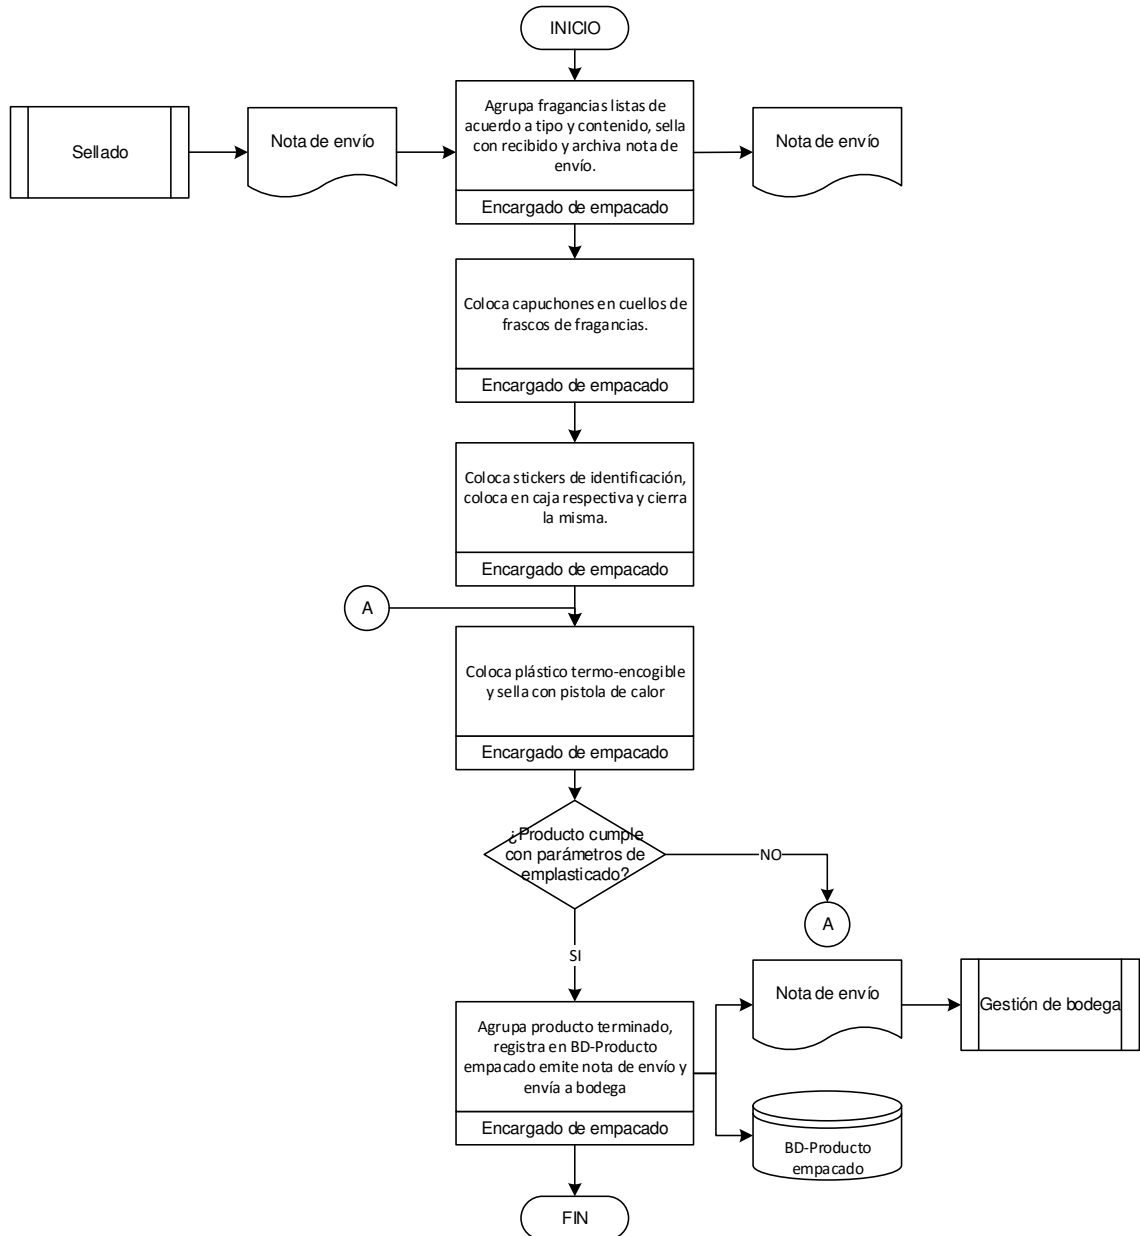 INICIO
Sellado
Nota de envío
Agrupa fragancias listas de
acuerdo a tipo y contenido, sella
con recibido y archiva nota de
envío.
Encargado de empacado
Nota de envío
Coloca capuchones en cuellos de
frascos de fragancias.
Encargado de empacado
Coloca stickers de identificación,
coloca en caja respectiva y cierra
la misma.
Encargado de empacado
A
Coloca plástico termo-encogible
y sella con pistola de calor
Encargado de empacado
¿Producto cumple
con parámetros de
emplasticado?
NO
A
SI
Agrupa producto terminado,
registra en BD-Producto
empacado emite nota de envío y
envía a bodega
Encargado de empacado
Nota de envío
Gestión de bodega
BD-Producto
empacado
FIN